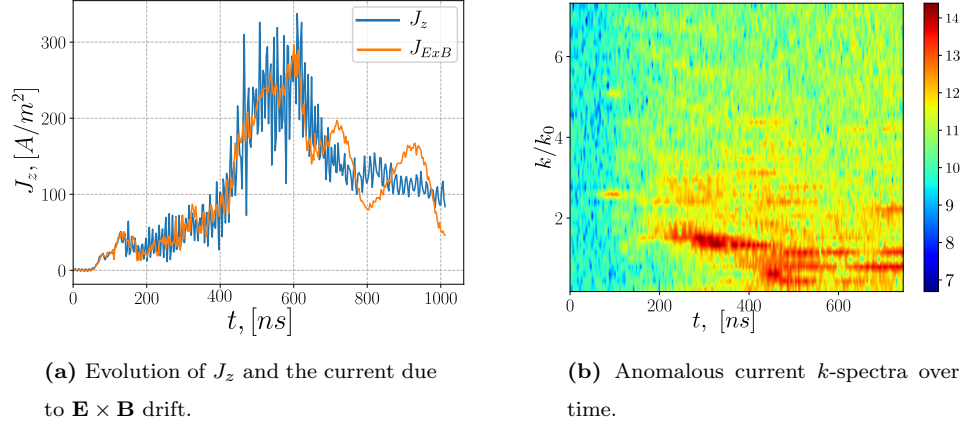 J_z
J_{ExB}
300
200
100
0
J_z, [A/m^2]
0 200 400 600 800 1000
t, [ns]
(a) Evolution of J_z and the current due
to E × B drift.
6
4
2
k/k_0
0 200 400 600
t, [ns]
14
13
12
11
10
9
8
7
(b) Anomalous current k-spectra over
time.